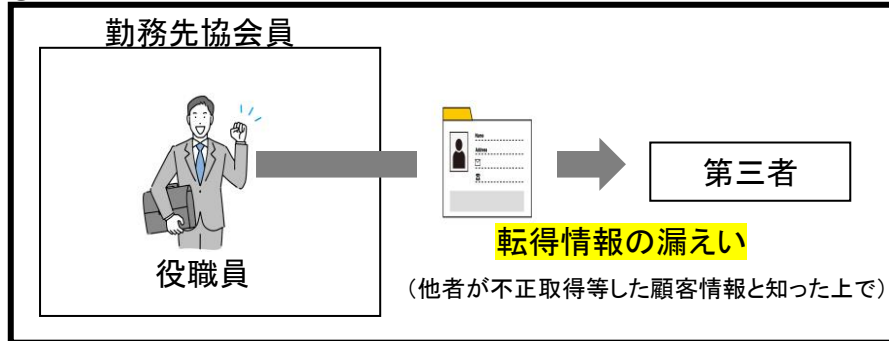 勤務先協会員
Name
Address
第三者
転得情報の漏えい
役職員
(他者が不正取得等した顧客情報と知った上で)